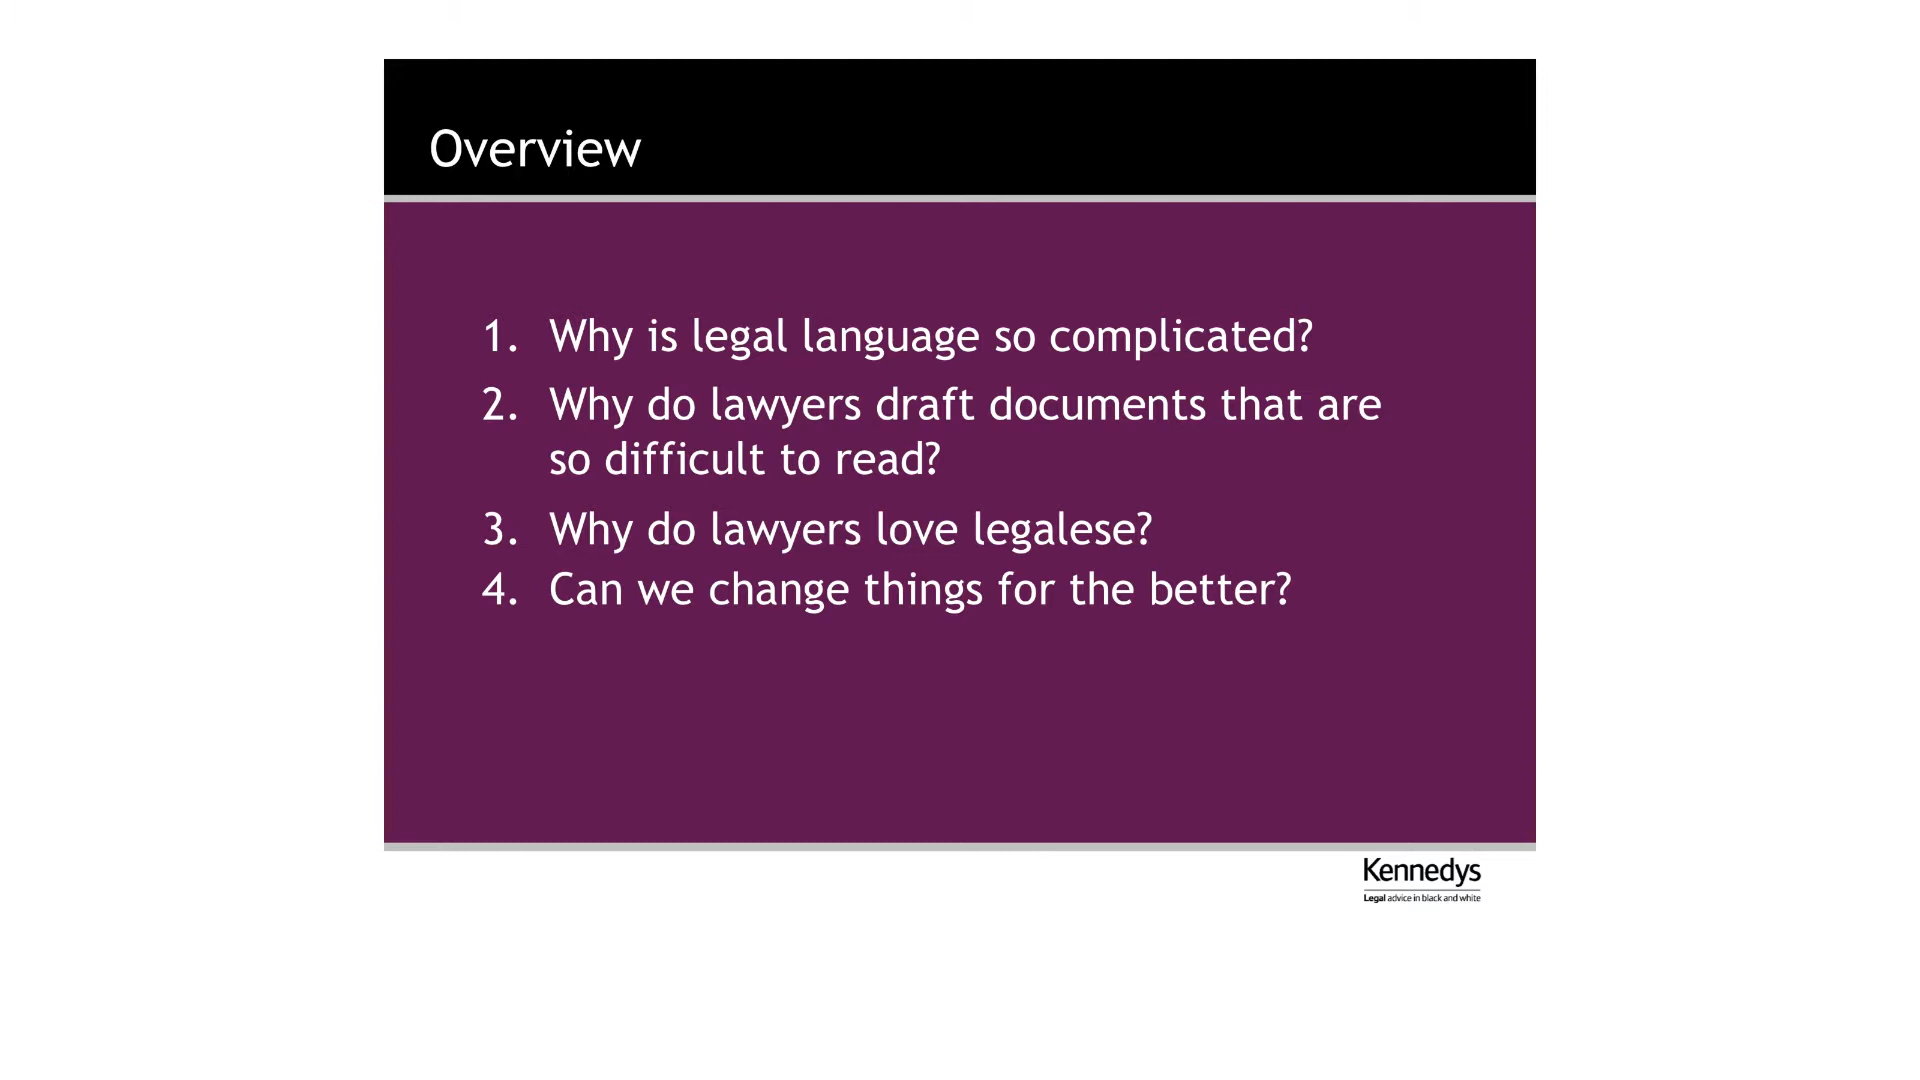 Overview
1. Why is legal language so complicated?
2. Why do lawyers draft documents that are
so difficult to read?
3. Why do lawyers love legalese?
4. Can we change things for the better?
Kennedys
Legal advice in black and white